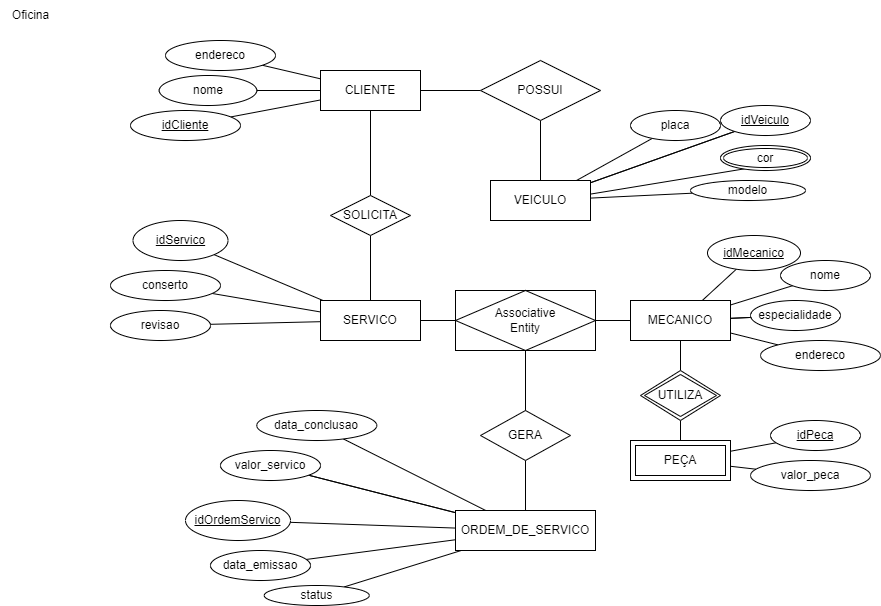 Oficina
endereco
nome
idCliente
CLIENTE
POSSUI
placa
idVeiculo
cor
modelo
VEICULO
SOLICITA
idServico
conserto
revisao
SERVICO
Associative
Entity
MECANICO
idMecanico
nome
especialidade
endereco
UTILIZA
PEÇA
idPeca
valor_peca
GERA
data_conclusao
valor_servico
idOrdemServico
data_emissao
status
ORDEM_DE_SERVICO